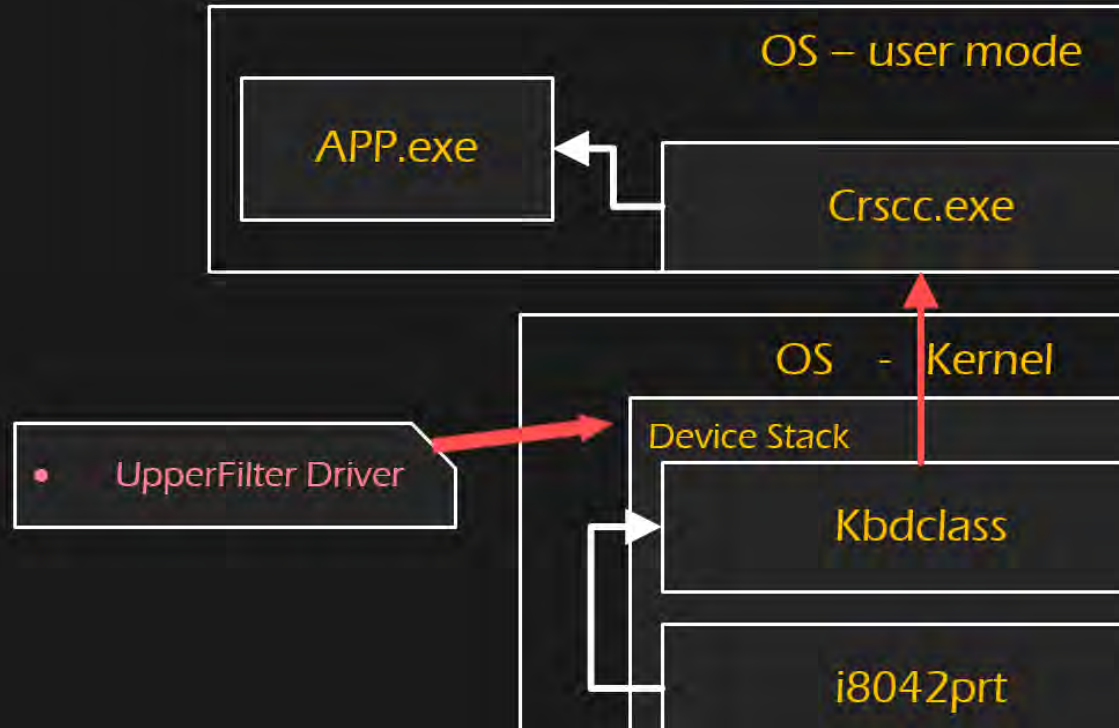 OS – user mode
APP.exe
Crscc.exe
OS - Kernel
Device Stack
• UpperFilter Driver
Kbdclass
i8042prt